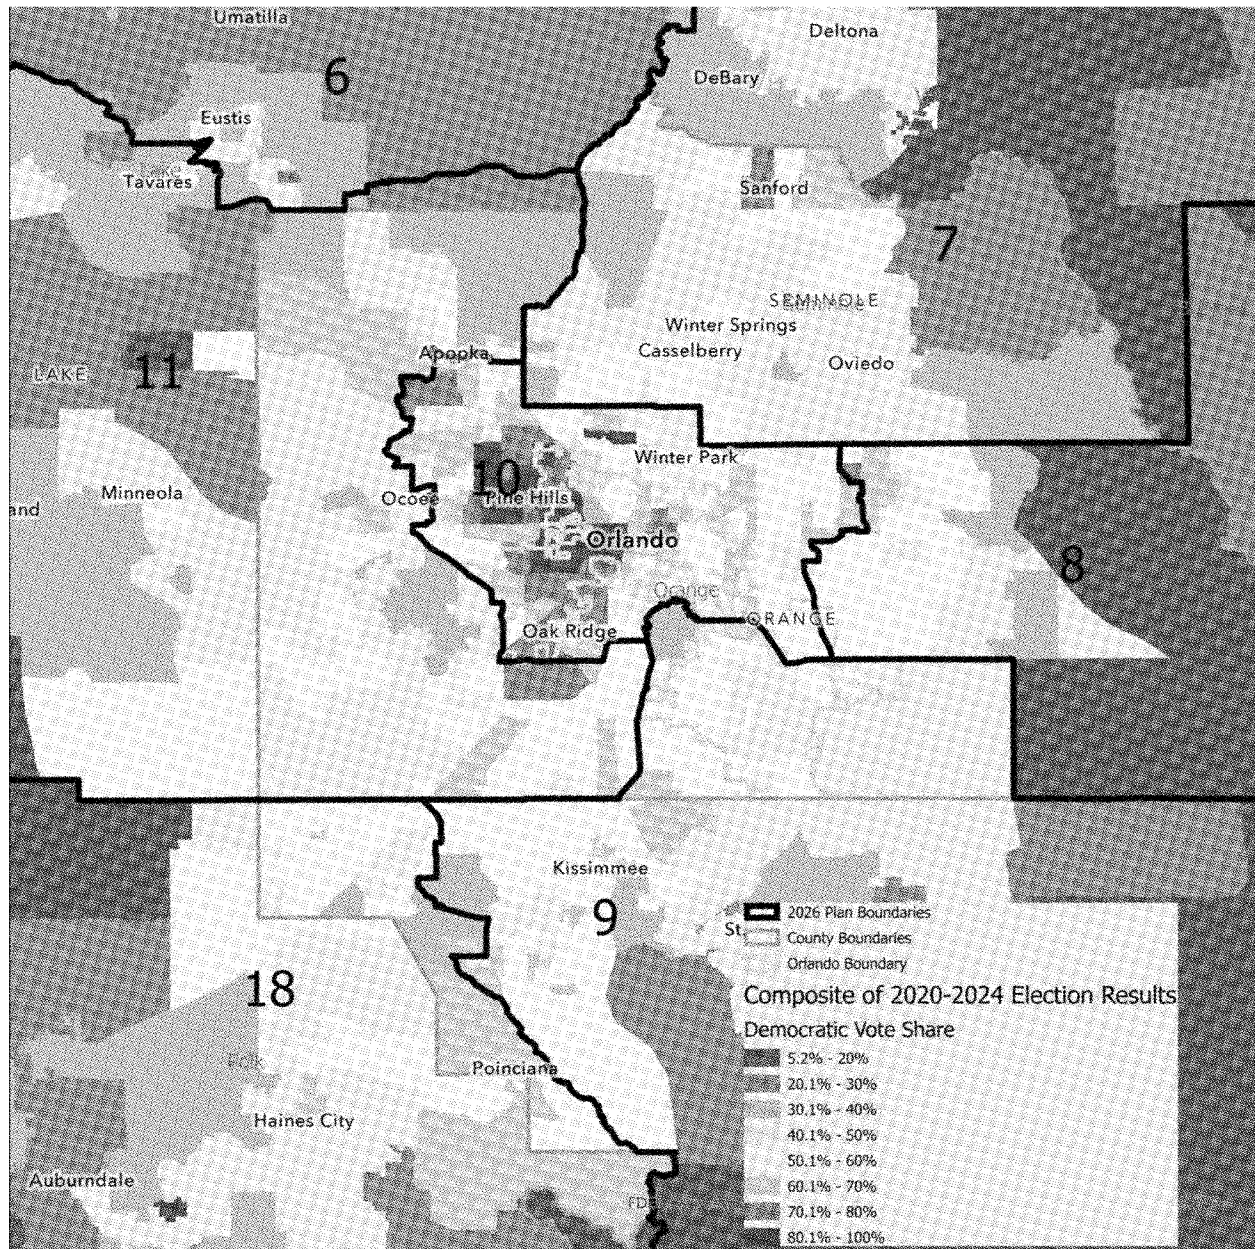 Umatilla
Deltona
6
DeBary
Eustis
Tavares
Sanford
7
SEMINOLE
Winter Springs
Apopka
Casselberry
Oviedo
11
LAKE
Winter Park
10
Minneola
Ocoee
Pine Hills
and
Orlando
8
Orange
ORANGE
Oak Ridge
Kissimmee
9
2026 Plan Boundaries
St.
County Boundaries
Orlando Boundary
18
Composite of 2020-2024 Election Results
Democratic Vote Share
5.2% - 20%
Polk
Poinciana
20.1% - 30%
30.1% - 40%
Haines City
40.1% - 50%
50.1% - 60%
Auburndale
60.1% - 70%
70.1% - 80%
80.1% - 100%